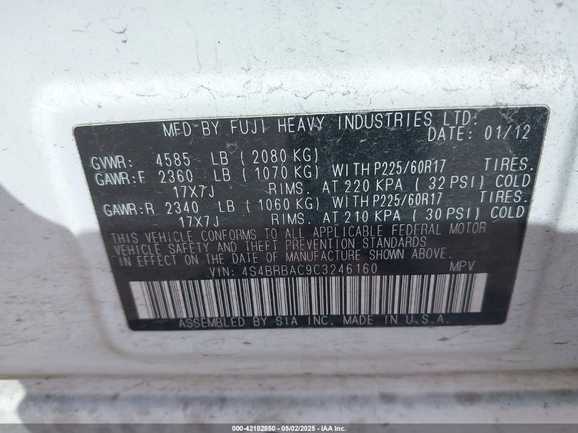 MFD-BY FUJI HEAVY INDUSTRIES LTD.
DATE: 01/12
GVWR: 4585 LB (2080 KG)
GAWR:F 2360 LB (1070 KG) WITH P225/60R17 TIRES.
17X7J RIMS. AT 220 KPA (32 PSI) COLD
GAWR:R 2340 LB (1060 KG) WITH P225/60R17 TIRES.
17X7J RIMS. AT 210 KPA (30 PSI) COLD
THIS VEHICLE CONFORMS TO ALL APPLICABLE FEDERAL MOTOR
VEHICLE SAFETY AND THEFT PREVENTION STANDARDS
IN EFFECT ON THE DATE OF MANUFACTURE SHOWN ABOVE.
VIN: 4S4BRBAC9C3246160 MPV
ASSEMBLED BY SIA INC. MADE IN U.S.A.
000-42182850 - 05/02/2025 - IAA Inc.